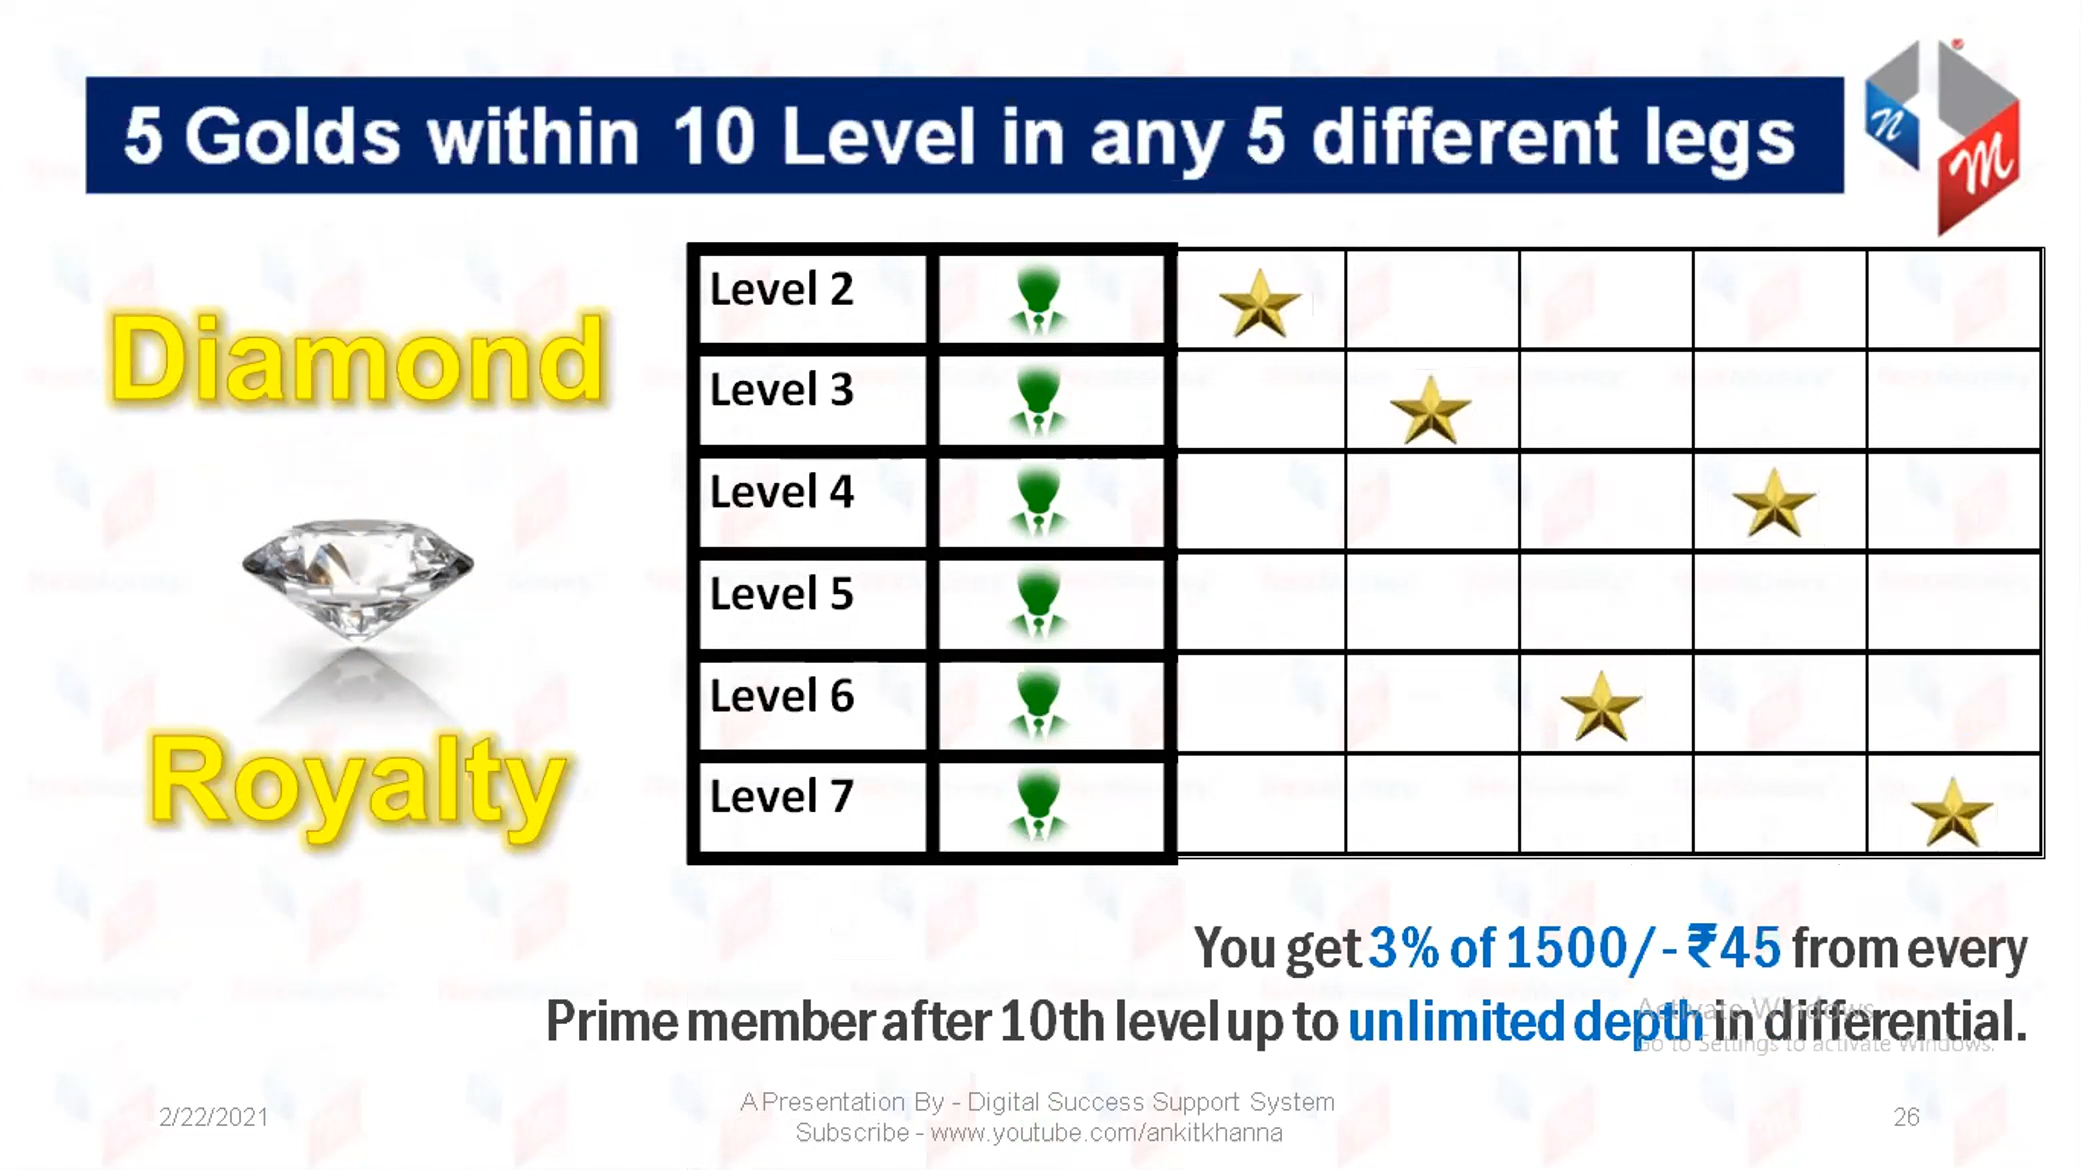 5 Golds within 10 Level in any 5 different legs
n
m
Diamond
Royalty
Level 2
Level 3
Level 4
Level 5
Level 6
Level 7
You get 3% of 1500/- ₹45 from every
Prime member after 10th level up to unlimited depth in differential.
Activate Windows
Go to Settings to activate Windows.
2/22/2021
A Presentation By - Digital Success Support System
Subscribe - www.youtube.com/ankitkhanna
26